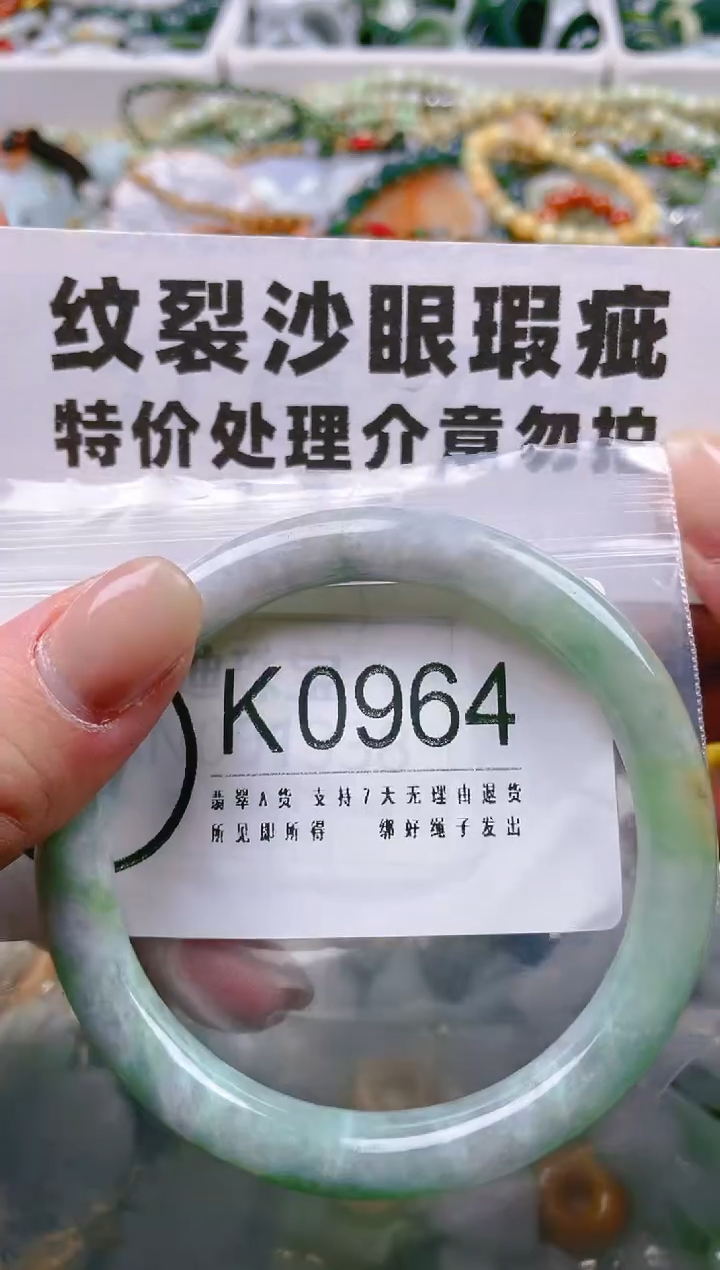 纹裂沙眼瑕疵
特价处理介意勿拍
K0964
翡翠A货 支持7天无理由退货
所见即所得 绑好绳子发出